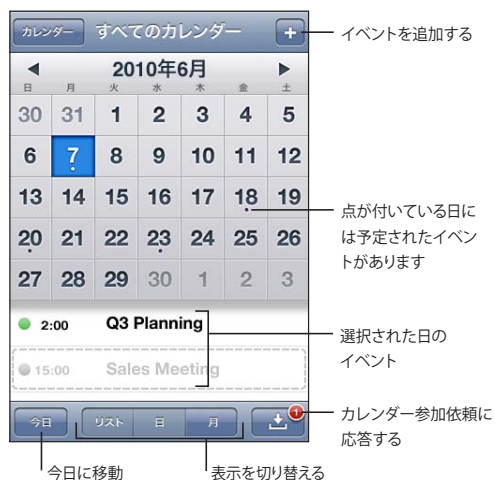 カレンダー すべてのカレンダー +
イベントを追加する
2010年6月
日 月 火 水 木 金 土
30 31 1 2 3 4 5
6 7 8 9 10 11 12
13 14 15 16 17 18 19
20 21 22 23 24 25 26
27 28 29 30 1 2 3
点が付いている日に
は予定されたイベン
トがあります
2:00 Q3 Planning
15:00 Sales Meeting
選択された日の
イベント
今日 リスト 日 月 1
カレンダー参加依頼に
応答する
今日に移動
表示を切り替える